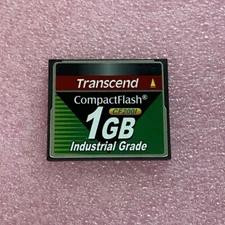 Transcend
CompactFlash®
CF200I
1GB
Industrial Grade